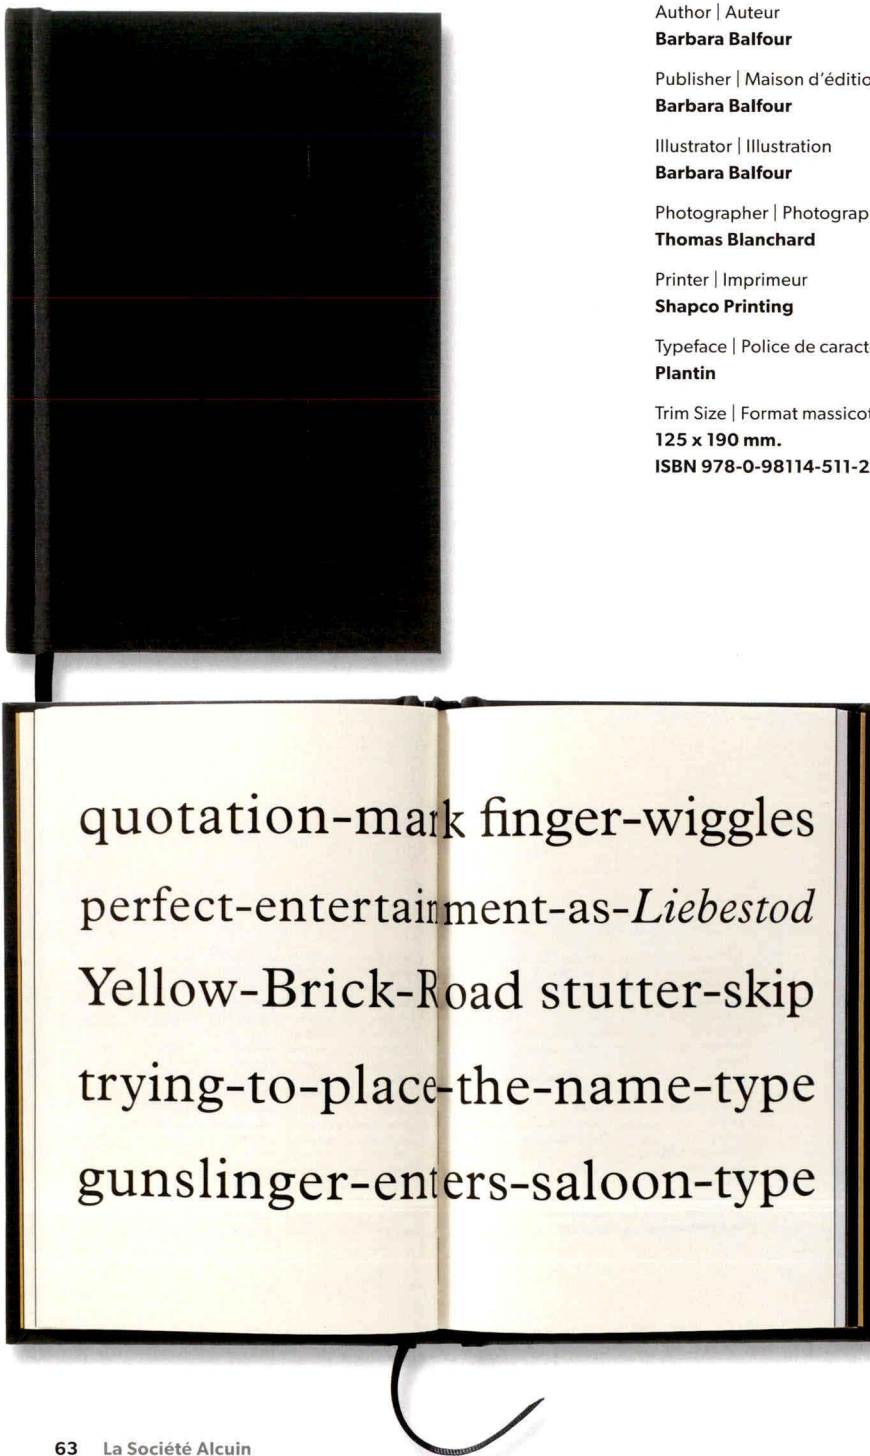 Author | Auteur
Barbara Balfour
Publisher | Maison d'éditio
Barbara Balfour
Illustrator | Illustration
Barbara Balfour
Photographer | Photograp
Thomas Blanchard
Printer | Imprimeur
Shapco Printing
Typeface | Police de caract
Plantin
Trim Size | Format massicot
125 x 190 mm.
ISBN 978-0-98114-511-2
quotation-mark finger-wiggles
perfect-entertainment-as-Liebestod
Yellow-Brick-Road stutter-skip
trying-to-place-the-name-type
gunslinger-enters-saloon-type
63 La Société Alcuin